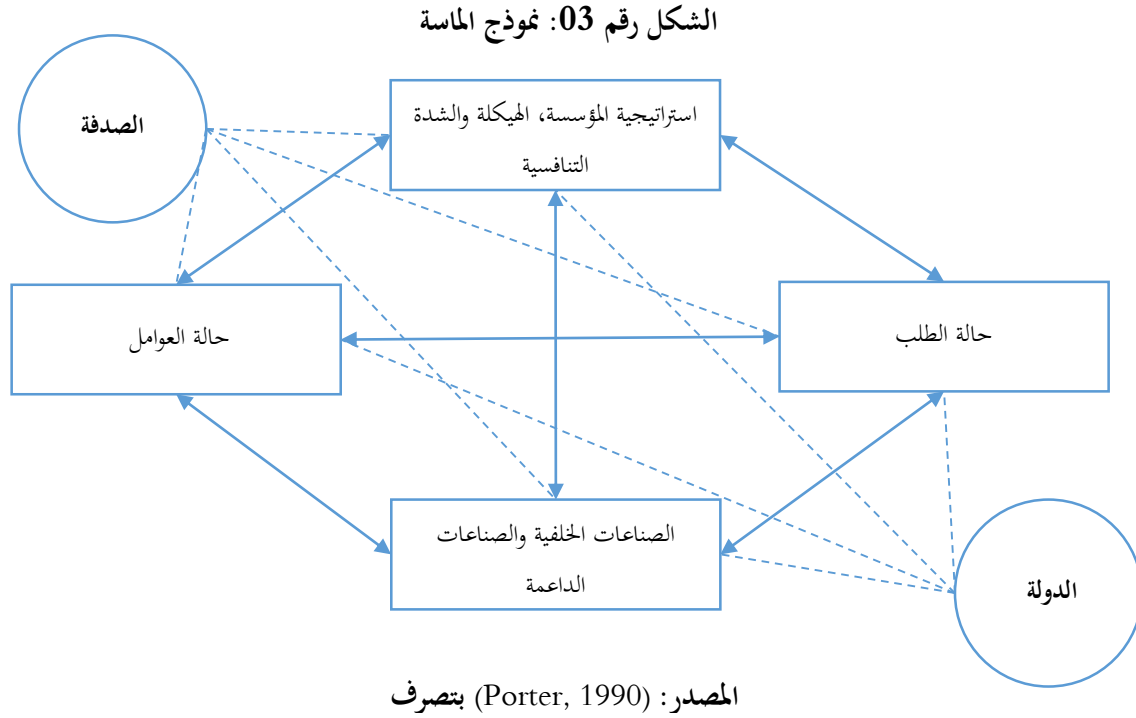 الشكل رقم 03: نموذج الماسة
الصدفة
استراتيجية المؤسسة، الهيكلة والشدة
التنافسية
حالة الطلب
حالة العوامل
الصناعات الخلفية والصناعات
الداعمة
الدولة
المصدر: (Porter, 1990) بتصرف